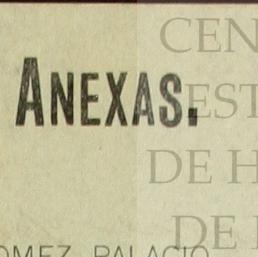 CEN
ANEXAS.
EST
DE H
DE
OMEZ PALACIO